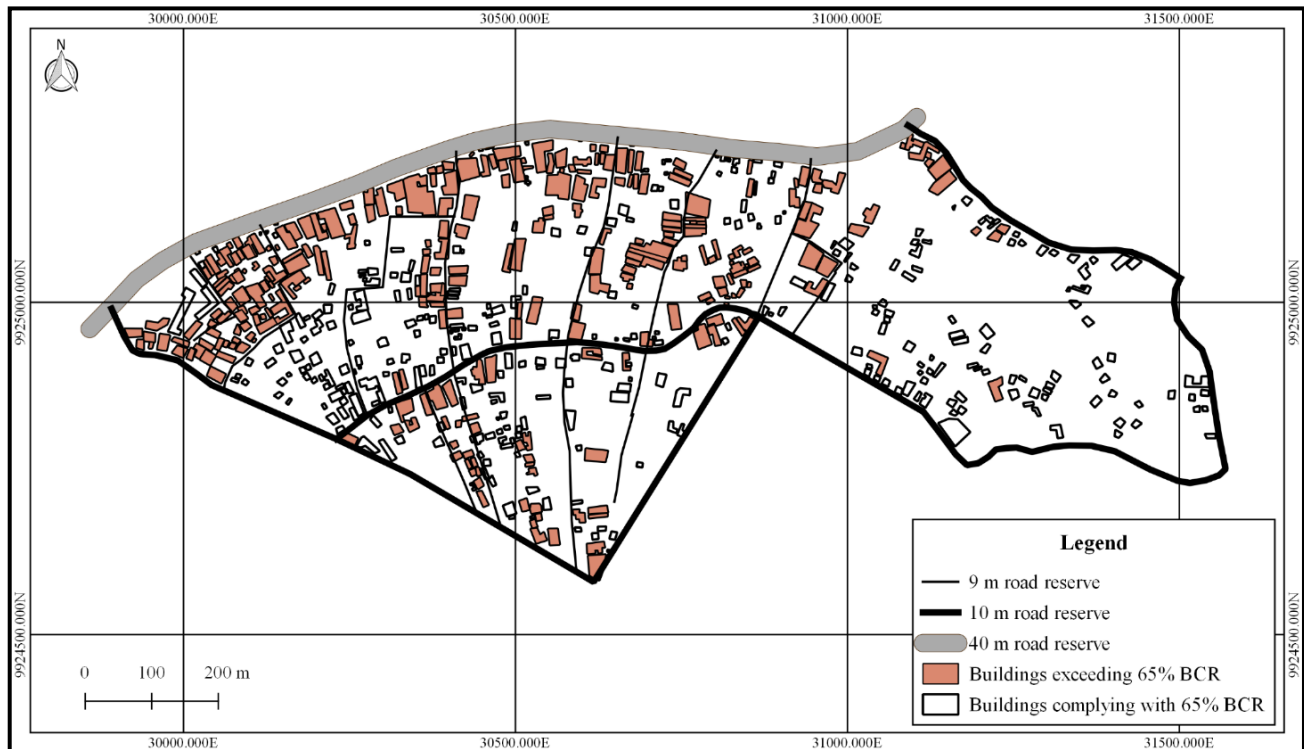 30000.000E 30500.000E 31000.000E 31500.000E
N
9925000.000N 9925000.000N
9924500.000N 9924500.000N
Legend
9 m road reserve
10 m road reserve
40 m road reserve
Buildings exceeding 65% BCR
Buildings complying with 65% BCR
0 100 200 m
30000.000E 30500.000E 31000.000E 31500.000E